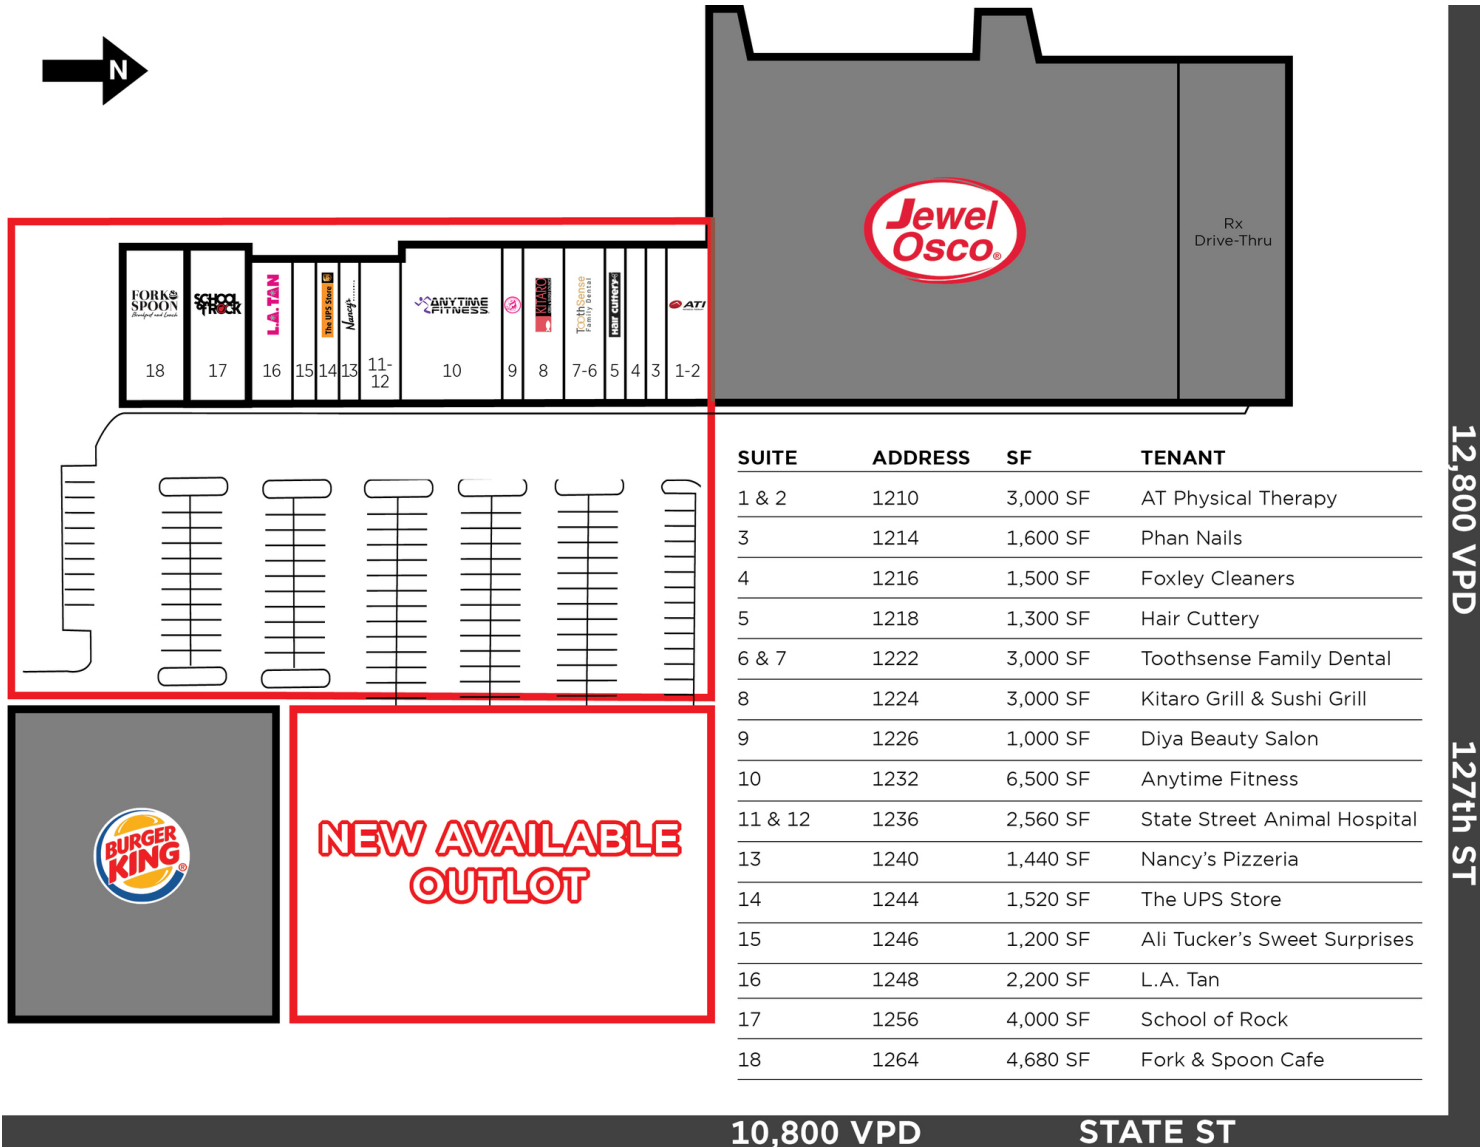 N
Jewel
Osco®
Rx
Drive-Thru
FORK &
SPOON
Breakfast and Lunch
SCHOOL
of ROCK
L.A. TAN
The UPS Store
Nancy's
ANYTIME
FITNESS
KITARO
ToothSense
Family Dental
Hair Cuttery
ATI
18
17
16
15
14
13
11-
12
10
9
8
7-6
5
4
3
1-2
SUITE ADDRESS SF TENANT
1 & 2 1210 3,000 SF AT Physical Therapy
3 1214 1,600 SF Phan Nails
4 1216 1,500 SF Foxley Cleaners
5 1218 1,300 SF Hair Cuttery
6 & 7 1222 3,000 SF Toothsense Family Dental
8 1224 3,000 SF Kitaro Grill & Sushi Grill
9 1226 1,000 SF Diya Beauty Salon
10 1232 6,500 SF Anytime Fitness
11 & 12 1236 2,560 SF State Street Animal Hospital
13 1240 1,440 SF Nancy's Pizzeria
14 1244 1,520 SF The UPS Store
15 1246 1,200 SF Ali Tucker's Sweet Surprises
16 1248 2,200 SF L.A. Tan
17 1256 4,000 SF School of Rock
18 1264 4,680 SF Fork & Spoon Cafe
BURGER
KING®
NEW AVAILABLE
OUTLOT
12,800 VPD 127th ST
10,800 VPD STATE ST